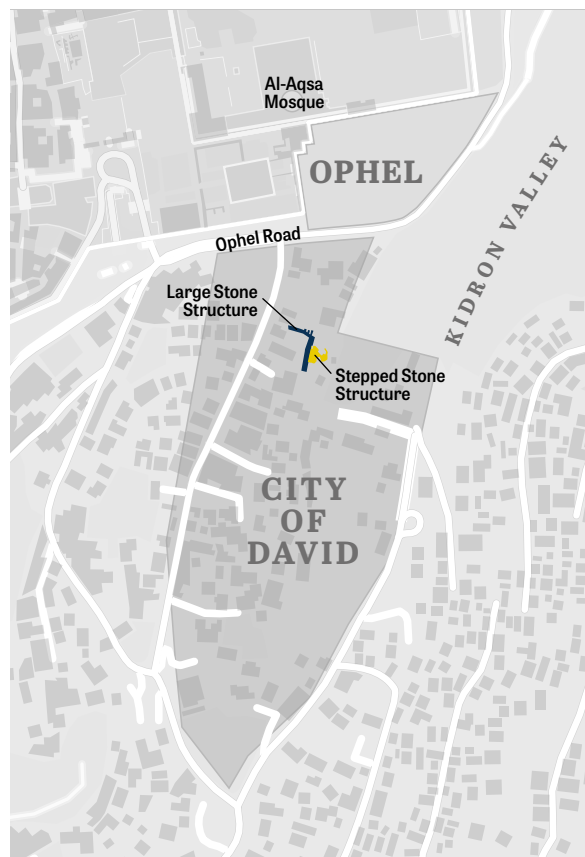 Al-Aqsa
Mosque
OPHEL
KIDRON VALLEY
Ophel Road
Large Stone
Structure
Stepped Stone
Structure
CITY
OF
DAVID